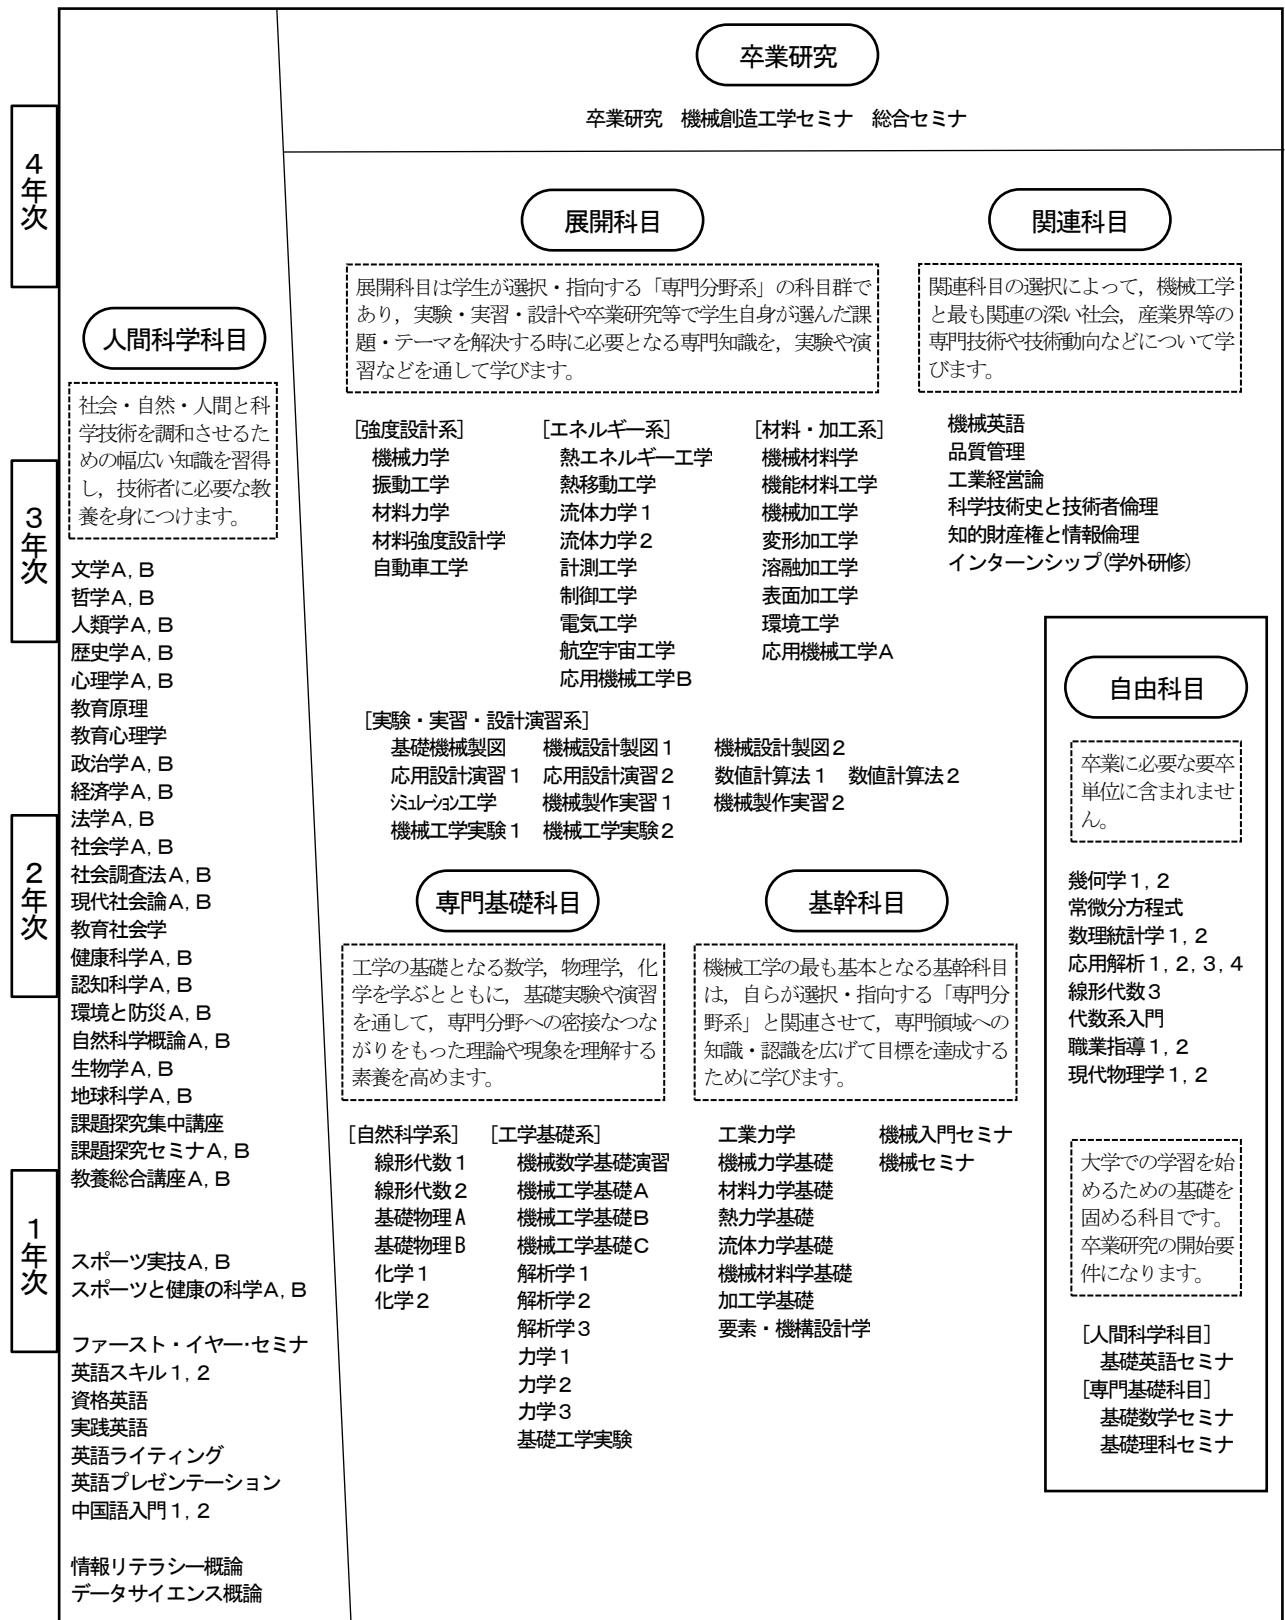 卒業研究
卒業研究 機械創造工学セミナ 総合セミナ
4年次
3年次
2年次
1年次
人間科学科目
社会・自然・人間と科
学技術を調和させるた
めの幅広い知識を習得
し，技術者に必要な教
養を身につけます。
文学A，B
哲学A，B
人類学A，B
歴史学A，B
心理学A，B
教育原理
教育心理学
政治学A，B
経済学A，B
法学A，B
社会学A，B
社会調査法A，B
現代社会論A，B
教育社会学
健康科学A，B
認知科学A，B
環境と防災A，B
自然科学概論A，B
生物学A，B
地球科学A，B
課題探究集中講座
課題探究セミナA，B
教養総合講座A，B
スポーツ実技A，B
スポーツと健康の科学A，B
ファースト・イヤー・セミナ
英語スキル1，2
資格英語
実践英語
英語ライティング
英語プレゼンテーション
中国語入門1，2
情報リテラシー概論
データサイエンス概論
展開科目
展開科目は学生が選択・指向する「専門分野系」の科目群で
あり，実験・実習・設計や卒業研究等で学生自身が選んだ課
題・テーマを解決する時に必要となる専門知識を，実験や演
習などを通して学びます。
[強度設計系]
機械力学
振動工学
材料力学
材料強度設計学
自動車工学
[エネルギー系]
熱エネルギー工学
熱移動工学
流体力学1
流体力学2
計測工学
制御工学
電気工学
航空宇宙工学
応用機械工学B
[材料・加工系]
機械材料学
機能材料工学
機械加工学
変形加工学
溶融加工学
表面加工学
環境工学
応用機械工学A
[実験・実習・設計演習系]
基礎機械製図 機械設計製図1 機械設計製図2
応用設計演習1 応用設計演習2 数値計算法1 数値計算法2
シミュレーション工学 機械製作実習1 機械製作実習2
機械工学実験1 機械工学実験2
関連科目
関連科目の選択によって，機械工学
と最も関連の深い社会，産業界等の
専門技術や技術動向などについて学
びます。
機械英語
品質管理
工業経営論
科学技術史と技術者倫理
知的財産権と情報倫理
インターンシップ(学外研修)
専門基礎科目
工学の基礎となる数学，物理学，化
学を学ぶとともに，基礎実験や演習
を通して，専門分野への密接なつな
がりをもった理論や現象を理解する
素養を高めます。
[自然科学系]
線形代数1
線形代数2
基礎物理A
基礎物理B
化学1
化学2
[工学基礎系]
機械数学基礎演習
機械工学基礎A
機械工学基礎B
機械工学基礎C
解析学1
解析学2
解析学3
力学1
力学2
力学3
基礎工学実験
基幹科目
機械工学の最も基本となる基幹科目
は，自らが選択・指向する「専門分
野系」と関連させて，専門領域への
知識・認識を広げて目標を達成する
ために学びます。
工業力学
機械力学基礎
材料力学基礎
熱力学基礎
流体力学基礎
機械材料学基礎
加工学基礎
要素・機構設計学
機械入門セミナ
機械セミナ
自由科目
卒業に必要な要卒
単位に含まれませ
ん。
幾何学1，2
常微分方程式
数理統計学1，2
応用解析1，2，3，4
線形代数3
代数系入門
職業指導1，2
現代物理学1，2
大学での学習を始
めるための基礎を
固める科目です。
卒業研究の開始要
件になります。
[人間科学科目]
基礎英語セミナ
[専門基礎科目]
基礎数学セミナ
基礎理科セミナ